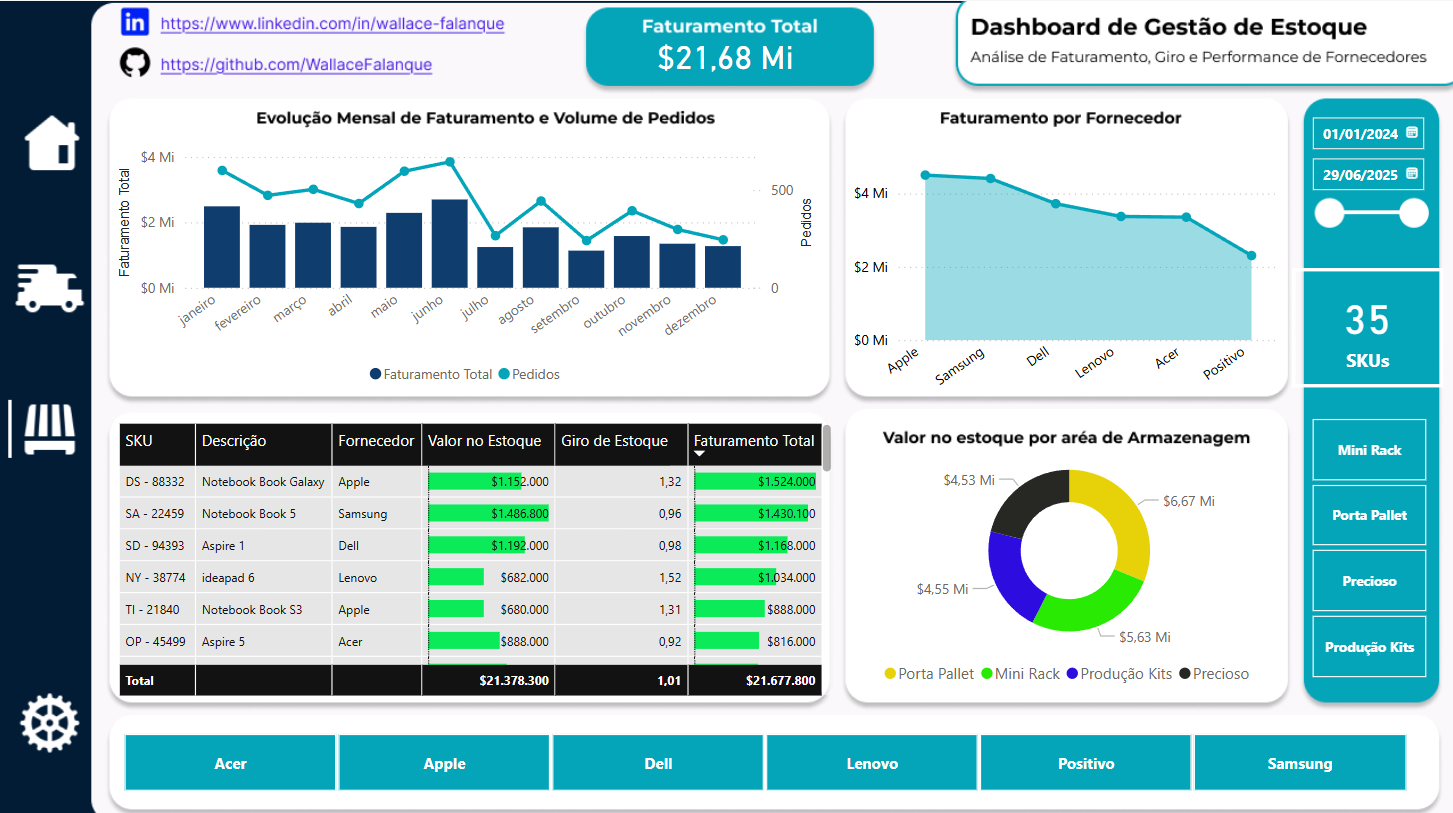 in https://www.linkedin.com/in/wallace-falanque
https://github.com/WallaceFalanque
Faturamento Total
$21,68 Mi
Dashboard de Gestão de Estoque
Análise de Faturamento, Giro e Performance de Fornecedores
Evolução Mensal de Faturamento e Volume de Pedidos
Faturamento Total
$4 Mi
$2 Mi
$0 Mi
500
0
Pedidos
janeiro fevereiro março abril maio junho julho agosto setembro outubro novembro dezembro
Faturamento Total Pedidos
Faturamento por Fornecedor
$4 Mi
$2 Mi
$0 Mi
Apple Samsung Dell Lenovo Acer Positivo
01/01/2024
29/06/2025
35
SKUs
Mini Rack
Porta Pallet
Precioso
Produção Kits
SKU Descrição Fornecedor Valor no Estoque Giro de Estoque Faturamento Total
DS - 88332 Notebook Book Galaxy Apple $1.152.000 1,32 $1.524.000
SA - 22459 Notebook Book 5 Samsung $1.486.800 0,96 $1.430.100
SD - 94393 Aspire 1 Dell $1.192.000 0,98 $1.168.000
NY - 38774 ideapad 6 Lenovo $682.000 1,52 $1.034.000
TI - 21840 Notebook Book S3 Apple $680.000 1,31 $888.000
OP - 45499 Aspire 5 Acer $888.000 0,92 $816.000
Total $21.378.300 1,01 $21.677.800
Valor no estoque por aréa de Armazenagem
$4,53 Mi
$6,67 Mi
$4,55 Mi
$5,63 Mi
Porta Pallet Mini Rack Produção Kits Precioso
Acer Apple Dell Lenovo Positivo Samsung